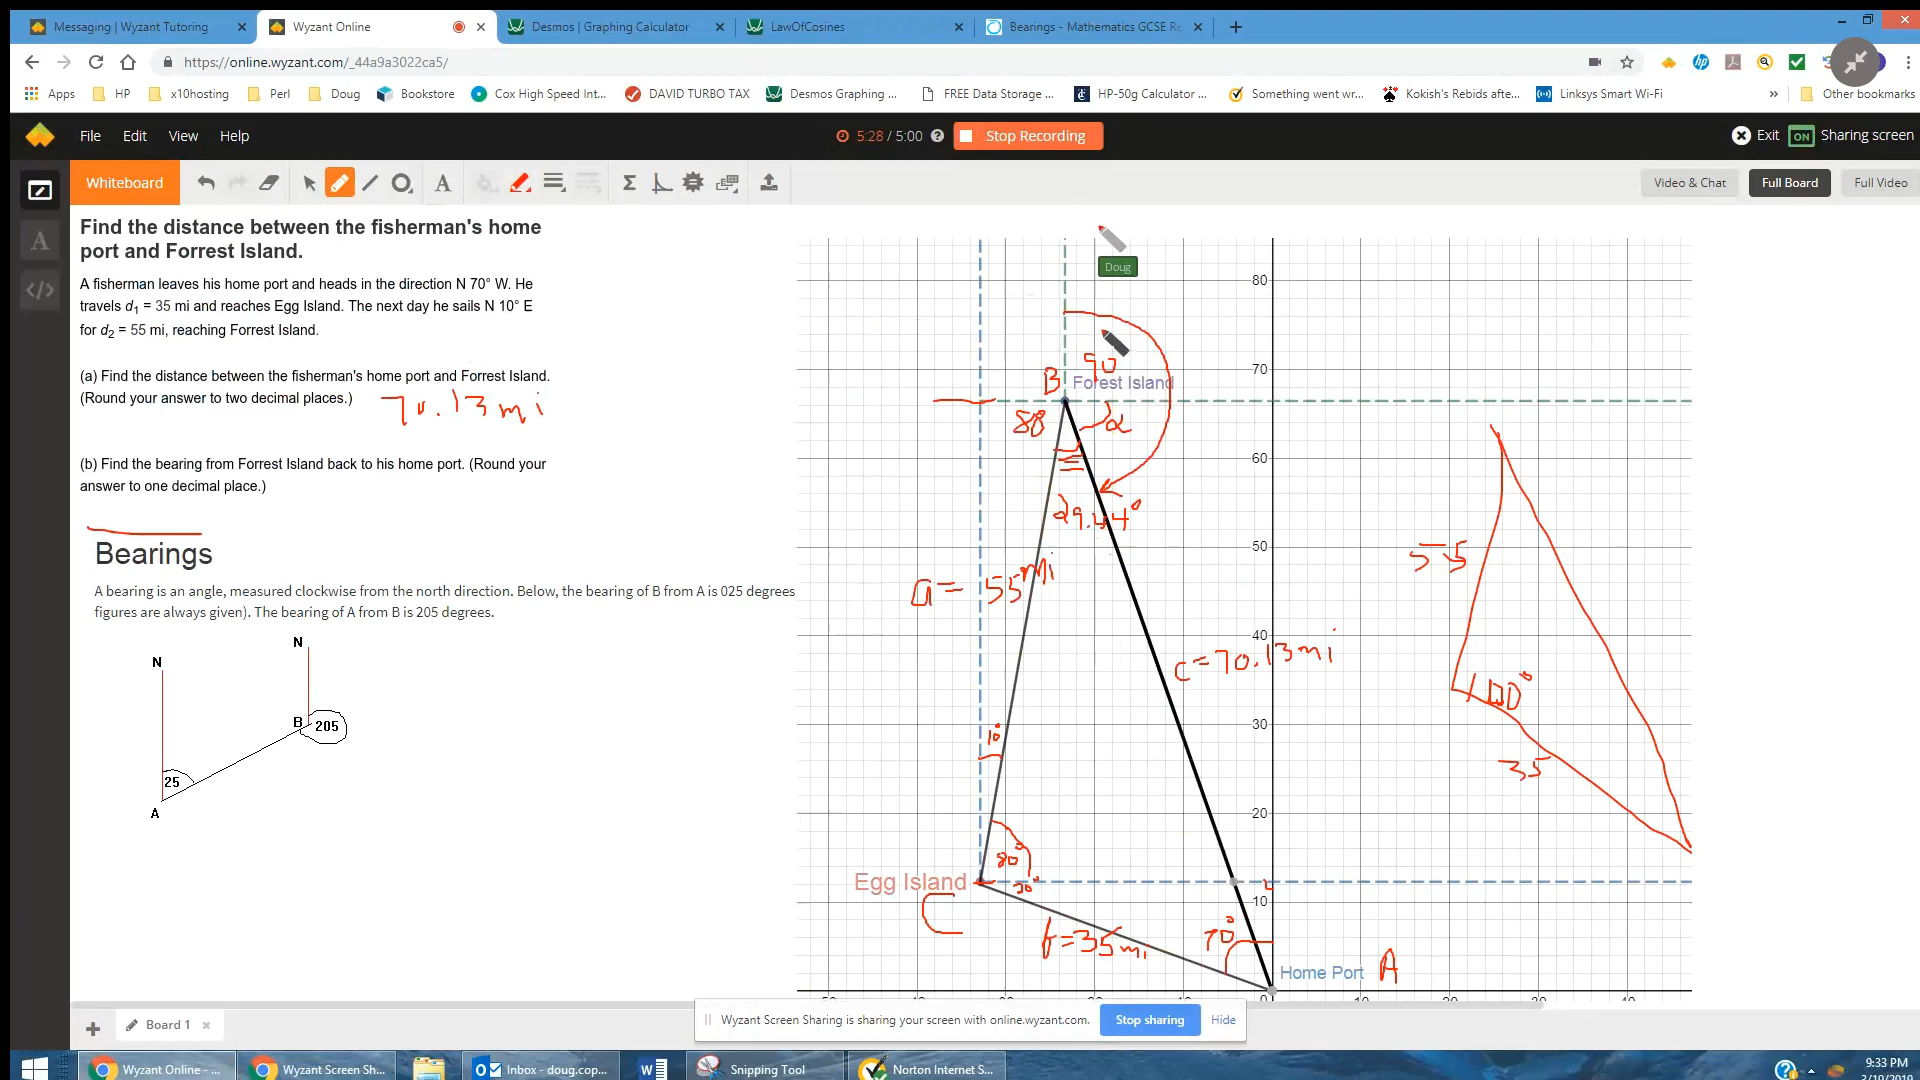 Messaging | Wyzant Tutoring
Wyzant Online
Desmos | Graphing Calculator
LawOfCosines
Bearings - Mathematics GCSE Re
https://online.wyzant.com/_44a9a3022ca5/
Apps
HP
x10hosting
Perl
Doug
Bookstore
Cox High Speed Int...
DAVID TURBO TAX
Desmos Graphing ...
FREE Data Storage ...
HP-50g Calculator ...
Something went wr...
Kokish's Rebids afte...
Linksys Smart Wi-Fi
»
Other bookmarks
File Edit View Help
5:28 / 5:00
Stop Recording
Exit
ON
Sharing screen
Whiteboard
Video & Chat
Full Board
Full Video
Find the distance between the fisherman's home
port and Forrest Island.
A fisherman leaves his home port and heads in the direction N 70° W. He
travels d1 = 35 mi and reaches Egg Island. The next day he sails N 10° E
for d2 = 55 mi, reaching Forrest Island.
(a) Find the distance between the fisherman's home port and Forrest Island.
(Round your answer to two decimal places.) 70.13 mi
(b) Find the bearing from Forrest Island back to his home port. (Round your
answer to one decimal place.)
Bearings
A bearing is an angle, measured clockwise from the north direction. Below, the bearing of B from A is 025 degrees
figures are always given). The bearing of A from B is 205 degrees.
N
N
B 205
25
A
Doug
80
90
70
B Forest Island
80 α
60
29.44°
50
a = 55 mi
40
c = 70.13 mi
30
10°
20
80°
Egg Island 20°
C
10
b = 35 mi
70°
Home Port A
0
55
100°
35
Wyzant Screen Sharing is sharing your screen with online.wyzant.com.
Stop sharing
Hide
Board 1
Wyzant Online - ...
Wyzant Screen Sh...
Inbox - doug.cop...
Snipping Tool
Norton Internet S...
9:33 PM